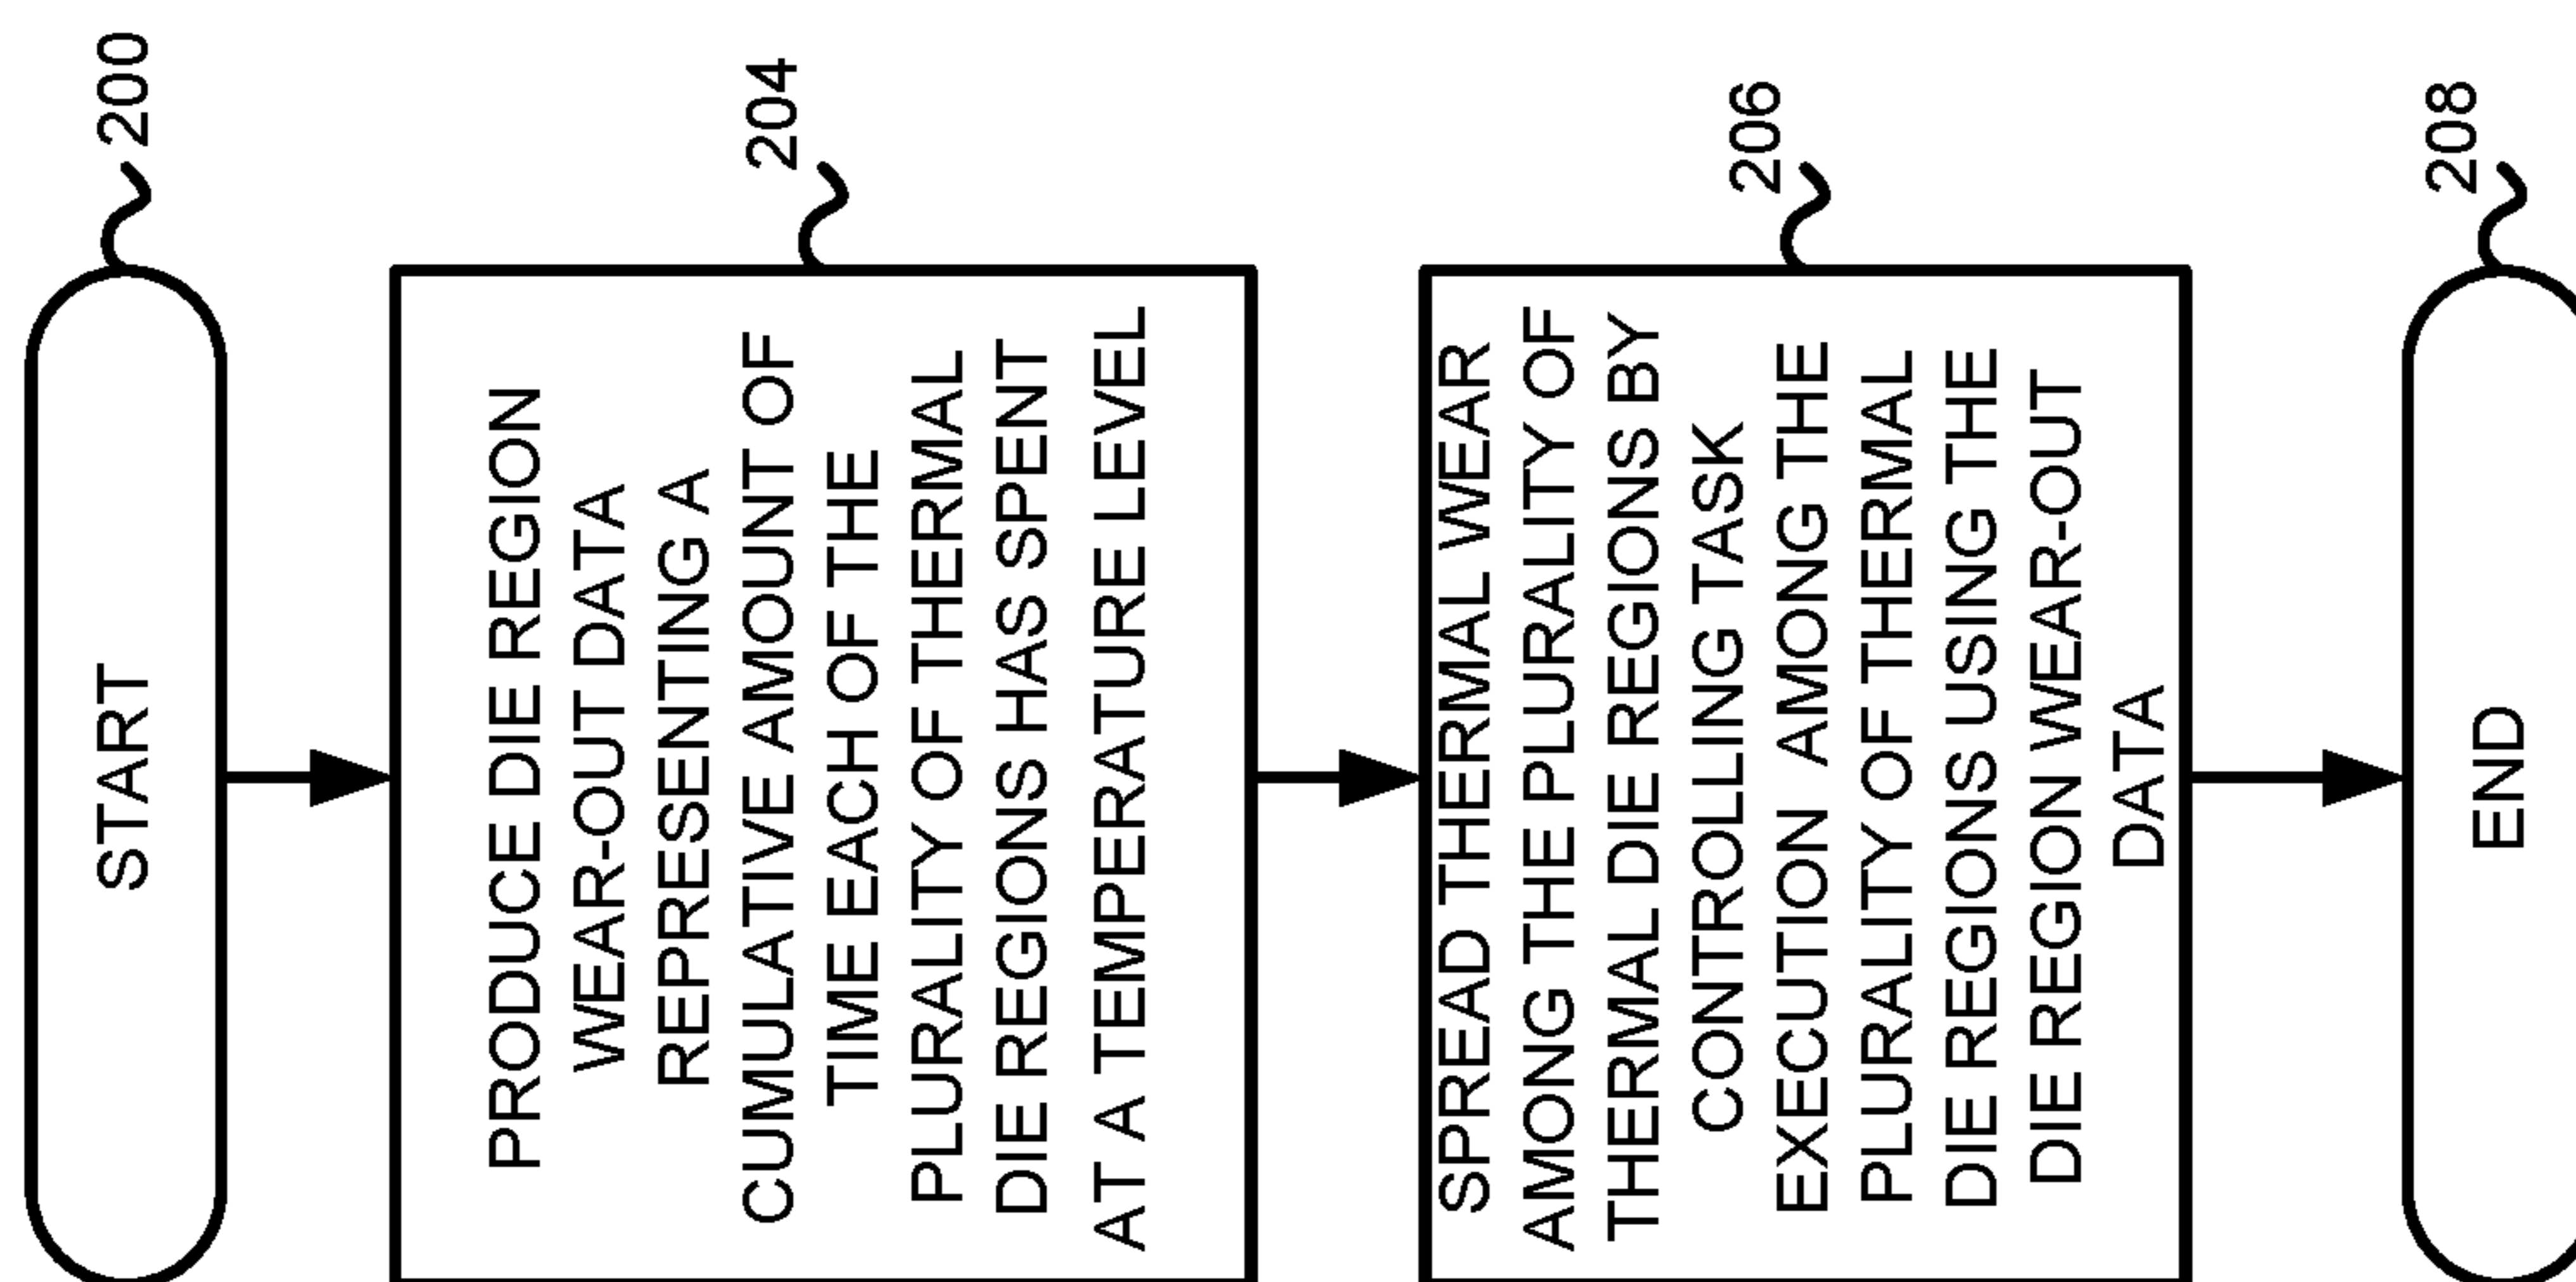 START
200
PRODUCE DIE REGION
WEAR-OUT DATA
REPRESENTING A
CUMULATIVE AMOUNT OF
TIME EACH OF THE
PLURALITY OF THERMAL
DIE REGIONS HAS SPENT
AT A TEMPERATURE LEVEL
204
SPREAD THERMAL WEAR
AMONG THE PLURALITY OF
THERMAL DIE REGIONS BY
CONTROLLING TASK
EXECUTION AMONG THE
PLURALITY OF THERMAL
DIE REGIONS USING THE
DIE REGION WEAR-OUT
DATA
206
END
208